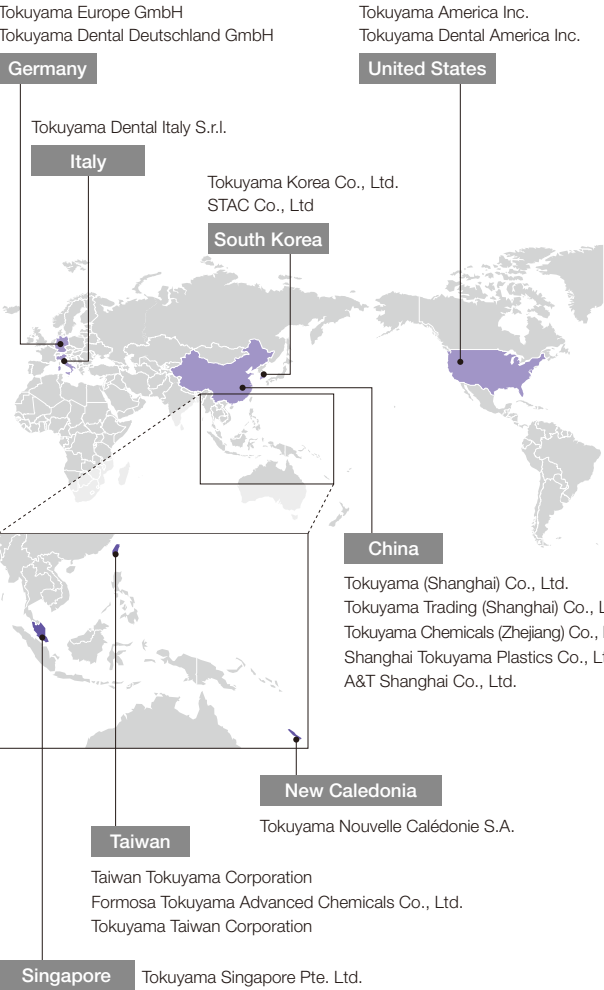 Tokuyama Europe GmbH
Tokuyama Dental Deutschland GmbH
Germany
Tokuyama America Inc.
Tokuyama Dental America Inc.
United States
Tokuyama Dental Italy S.r.l.
Italy
Tokuyama Korea Co., Ltd.
STAC Co., Ltd
South Korea
China
Tokuyama (Shanghai) Co., Ltd.
Tokuyama Trading (Shanghai) Co.,
Tokuyama Chemicals (Zhejiang) Co.,
Shanghai Tokuyama Plastics Co.,
A&T Shanghai Co., Ltd.
New Caledonia
Tokuyama Nouvelle Calédonie S.A.
Taiwan
Taiwan Tokuyama Corporation
Formosa Tokuyama Advanced Chemicals Co., Ltd.
Tokuyama Taiwan Corporation
Singapore
Tokuyama Singapore Pte. Ltd.